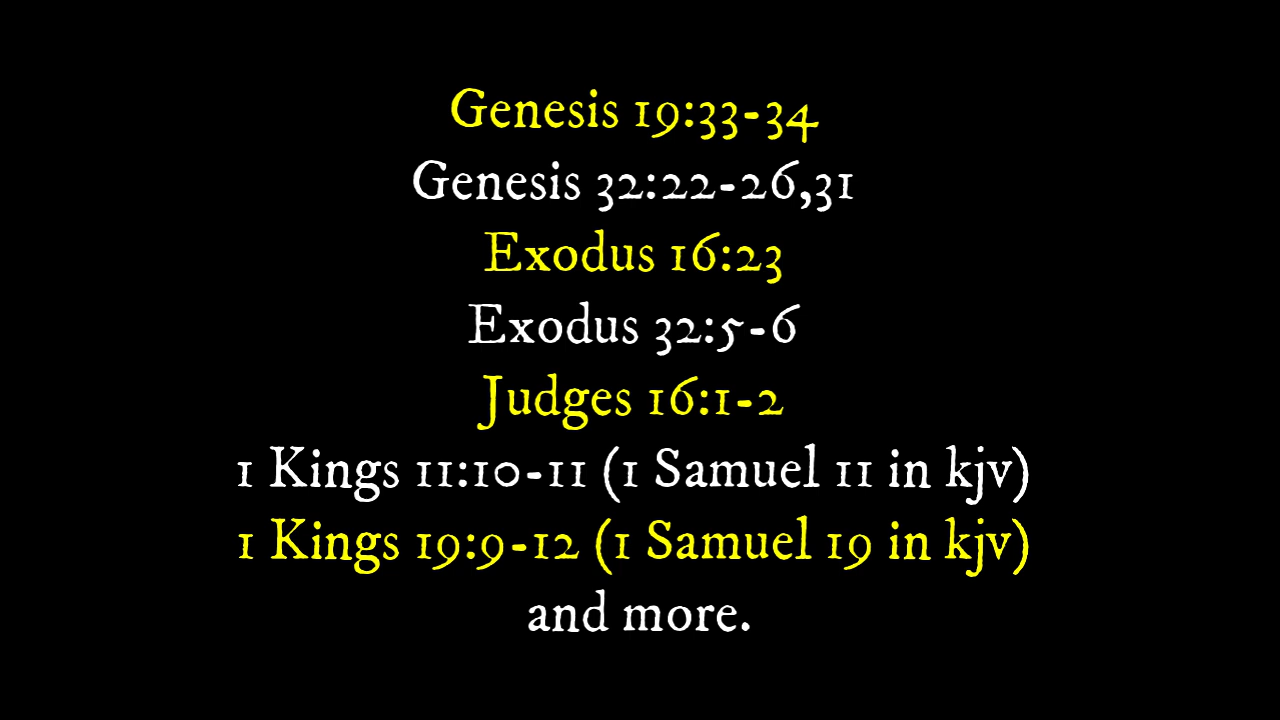 Genesis 19:33-34
Genesis 32:22-26,31
Exodus 16:23
Exodus 32:5-6
Judges 16:1-2
1 Kings 11:10-11 (1 Samuel 11 in kjv)
1 Kings 19:9-12 (1 Samuel 19 in kjv)
and more.